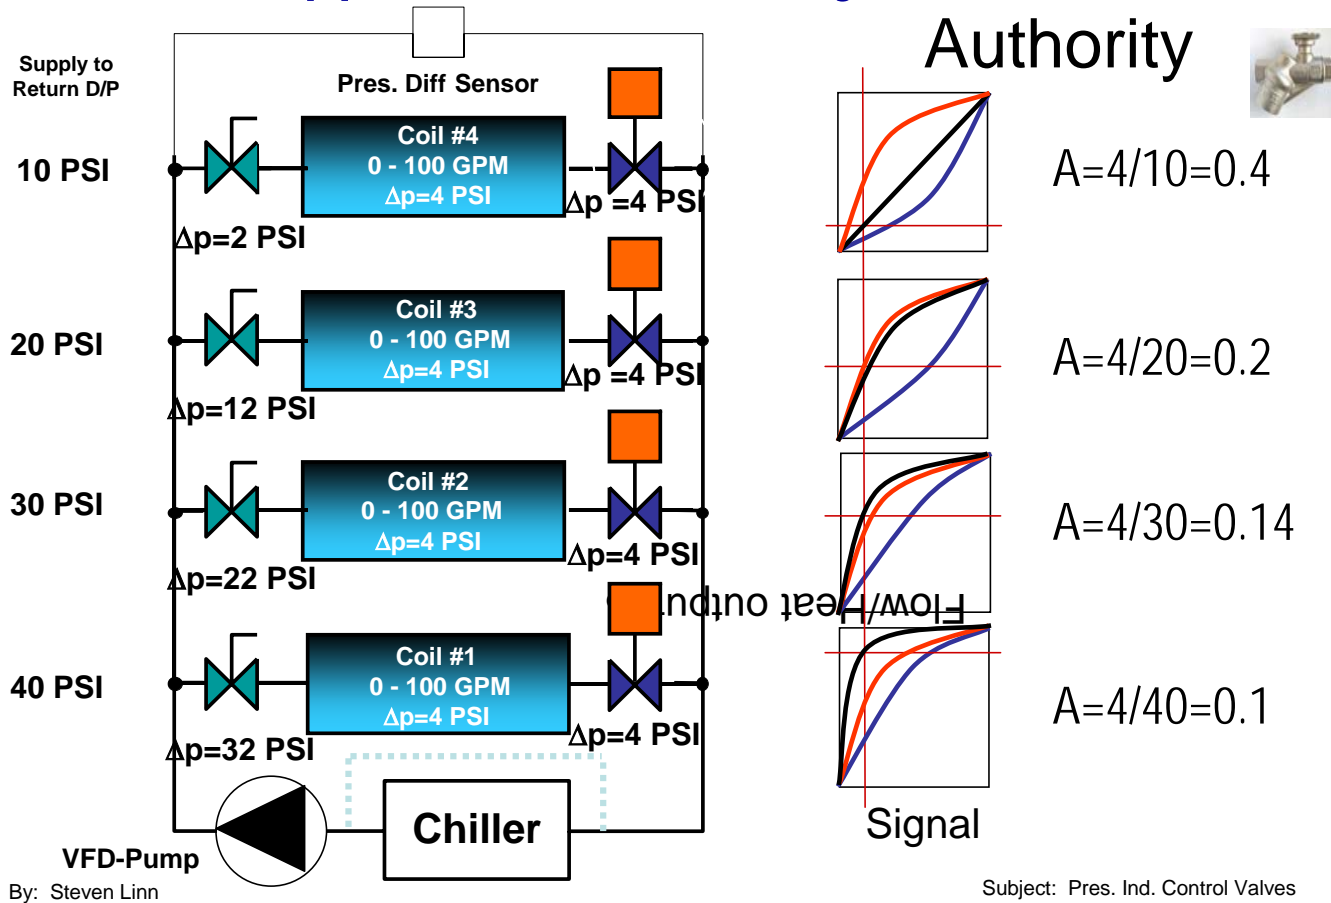 Authority
Supply to
Return D/P
Pres. Diff Sensor
10 PSI
Coil #4
0 - 100 GPM
Δp=4 PSI
Δp=2 PSI
Δp =4 PSI
A=4/10=0.4
20 PSI
Coil #3
0 - 100 GPM
Δp=4 PSI
Δp=12 PSI
Δp =4 PSI
A=4/20=0.2
30 PSI
Coil #2
0 - 100 GPM
Δp=4 PSI
Δp=22 PSI
Δp=4 PSI
A=4/30=0.14
Flow/Heat output
40 PSI
Coil #1
0 - 100 GPM
Δp=4 PSI
Δp=32 PSI
Δp=4 PSI
A=4/40=0.1
Signal
Chiller
VFD-Pump
By: Steven Linn
Subject: Pres. Ind. Control Valves